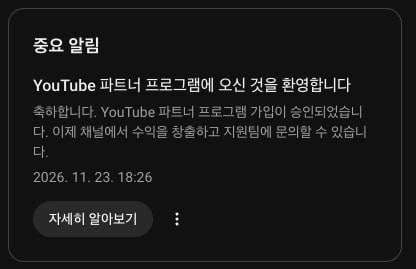 중요 알림
YouTube 파트너 프로그램에 오신 것을 환영합니다
축하합니다. YouTube 파트너 프로그램 가입이 승인되었습니
다. 이제 채널에서 수익을 창출하고 지원팀에 문의할 수 있습니
다.
2026. 11. 23. 18:26
자세히 알아보기